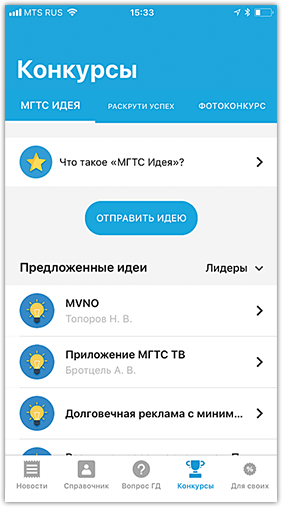 MTS RUS 15:33
Конкурсы
МГТС ИДЕЯ РАСКРУТИ УСПЕХ ФОТОКОНКУРС
Что такое «МГТС Идея»?
ОТПРАВИТЬ ИДЕЮ
Предложенные идеи Лидеры
MVNO
Топоров Н. В.
Приложение МГТС ТВ
Бротцель А. В.
Долговечная реклама с миним...
Новости Справочник Вопрос ГД Конкурсы Для своих